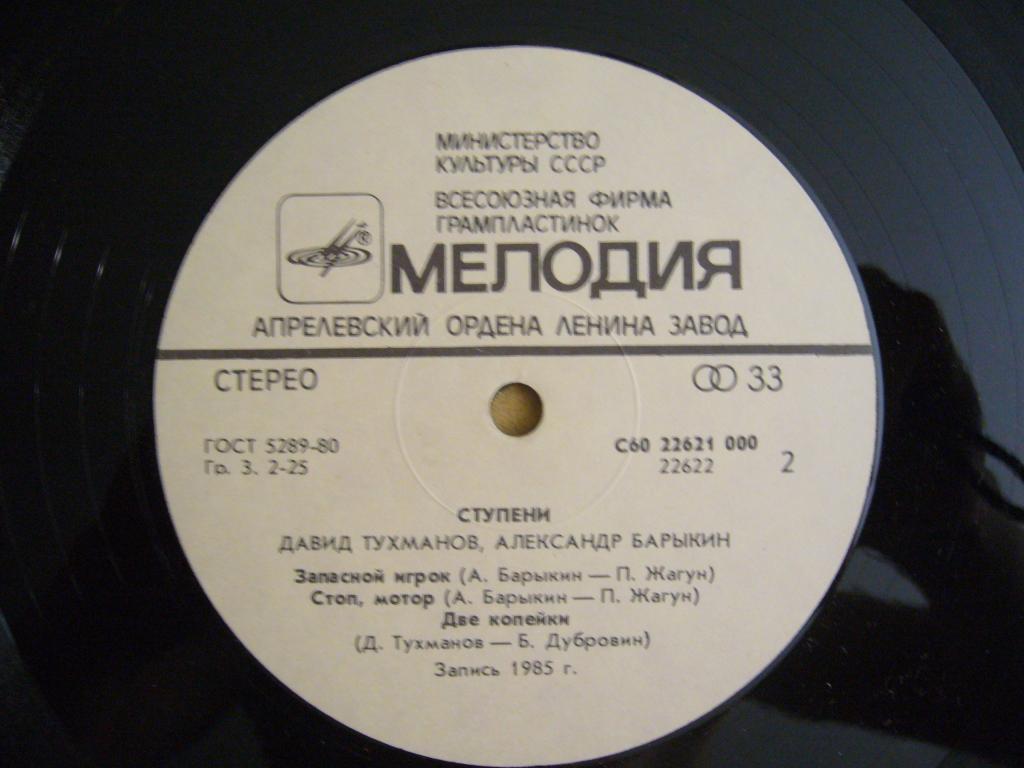 МИНИСТЕРСТВО
КУЛЬТУРЫ СССР
ВСЕСОЮЗНАЯ ФИРМА
ГРАМПЛАСТИНОК
МЕЛОДИЯ
АПРЕЛЕВСКИЙ ОРДЕНА ЛЕНИНА ЗАВОД
СТЕРЕО 33
ГОСТ 5289-80 С60 22621 000
Гр. 3. 2-25 22622 2
СТУПЕНИ
ДАВИД ТУХМАНОВ, АЛЕКСАНДР БАРЫКИН
Запасной игрок (А. Барыкин — П. Жагун)
Стоп, мотор (А. Барыкин — П. Жагун)
Две копейки
(Д. Тухманов — Б. Дубровин)
Запись 1985 г.